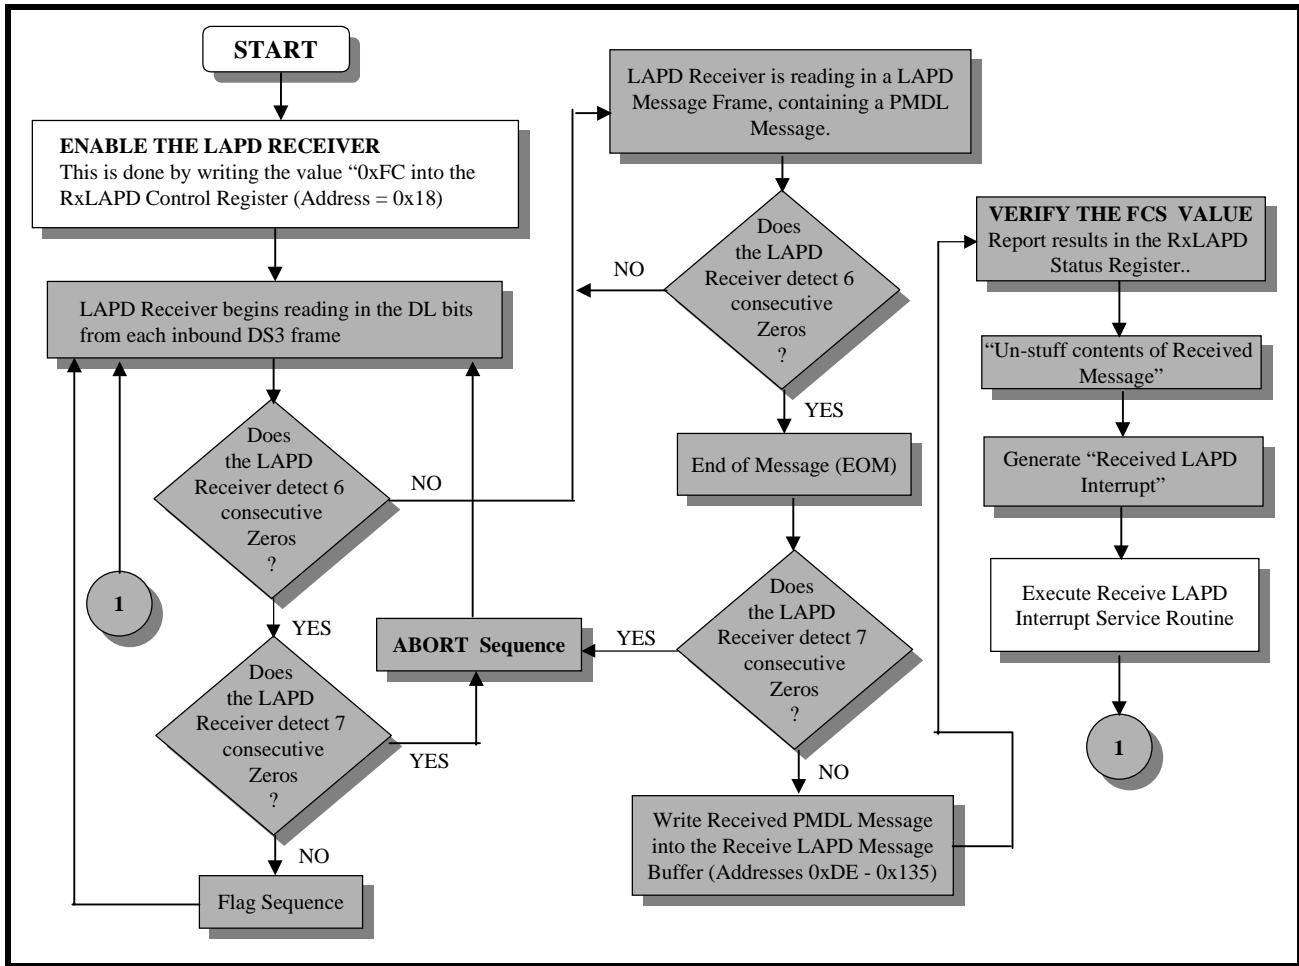 START
ENABLE THE LAPD RECEIVER
This is done by writing the value “0xFC into the
RxLAPD Control Register (Address = 0x18)
LAPD Receiver begins reading in the DL bits
from each inbound DS3 frame
Does
the LAPD
Receiver detect 6
consecutive
Zeros
?
NO
YES
1
Does
the LAPD
Receiver detect 7
consecutive
Zeros
?
YES
NO
Flag Sequence
ABORT Sequence
LAPD Receiver is reading in a LAPD
Message Frame, containing a PMDL
Message.
Does
the LAPD
Receiver detect 6
consecutive
Zeros
?
NO
YES
End of Message (EOM)
Does
the LAPD
Receiver detect 7
consecutive
Zeros
?
YES
NO
Write Received PMDL Message
into the Receive LAPD Message
Buffer (Addresses 0xDE - 0x135)
VERIFY THE FCS VALUE
Report results in the RxLAPD
Status Register..
“Un-stuff contents of Received
Message”
Generate “Received LAPD
Interrupt”
Execute Receive LAPD
Interrupt Service Routine
1